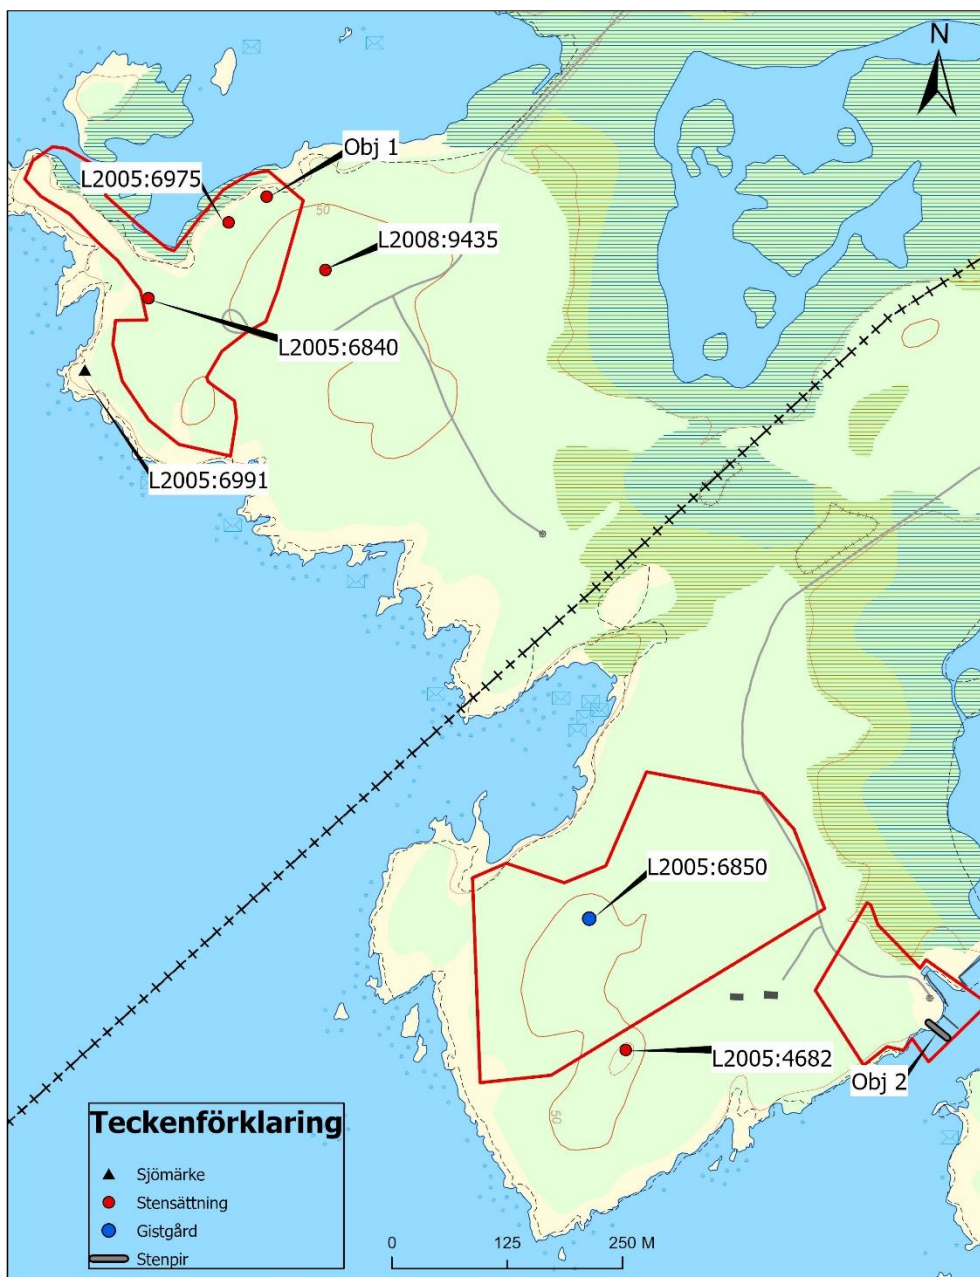 N
Obj 1
L2005:6975
50
L2008:9435
L2005:6840
L2005:6991
L2005:6850
L2005:4682
Obj 2
50
Teckenförklaring
Sjömärke
Stensättning
Gistgård
Stenpir
0 125 250 M